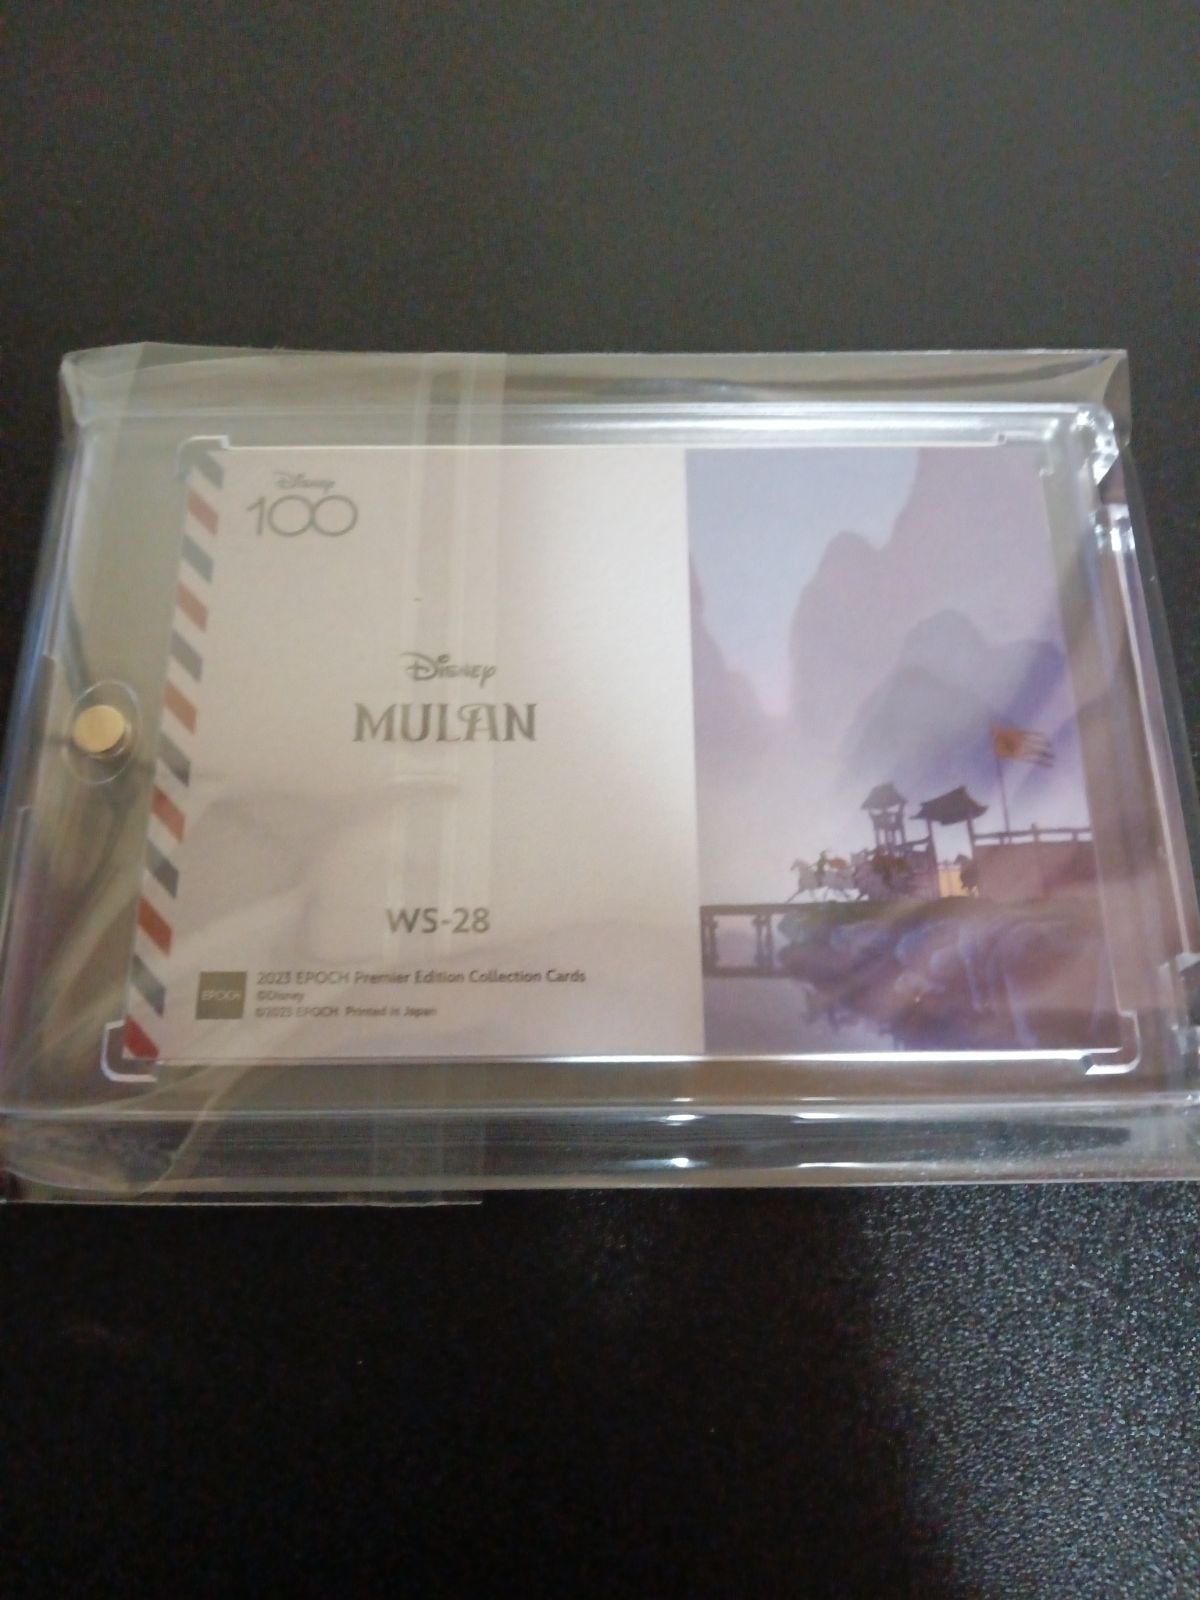 Disney
100
Disney
MULAN
WS-28
EPOCH
2023 EPOCH Premier Edition Collection Cards
©Disney
©2023 EPOCH Printed in Japan